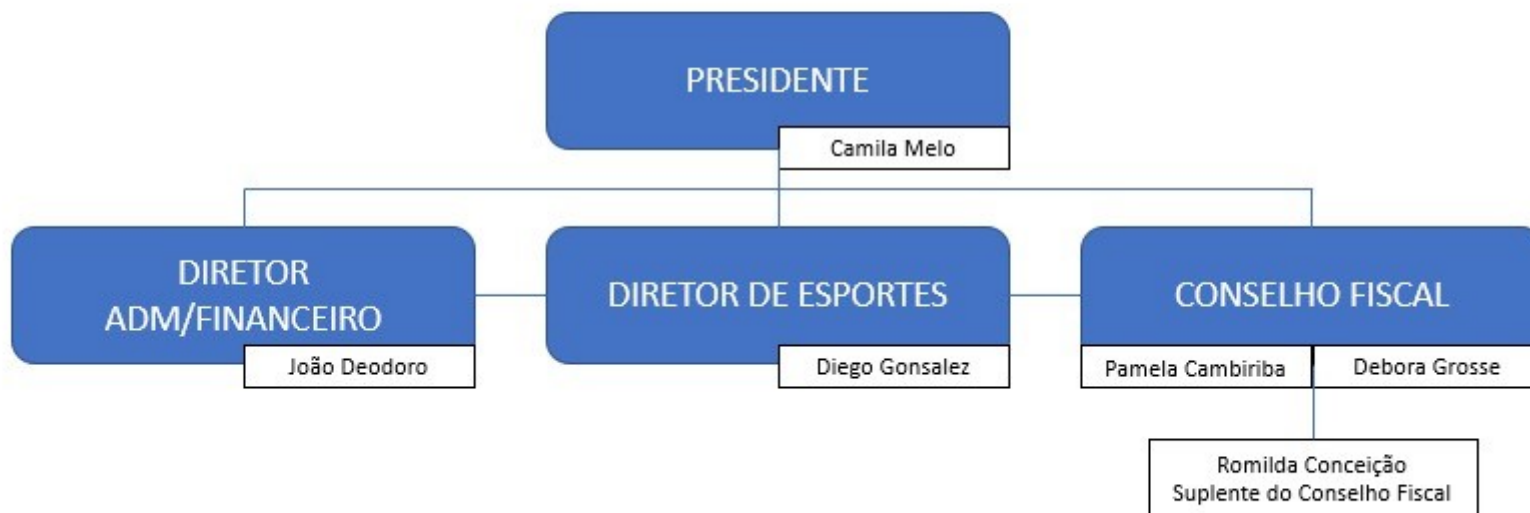 PRESIDENTE
Camila Melo
DIRETOR
ADM/FINANCEIRO
João Deodoro
DIRETOR DE ESPORTES
Diego Gonsalez
CONSELHO FISCAL
Pamela Cambiriba
Debora Grosse
Romilda Conceição
Suplente do Conselho Fiscal